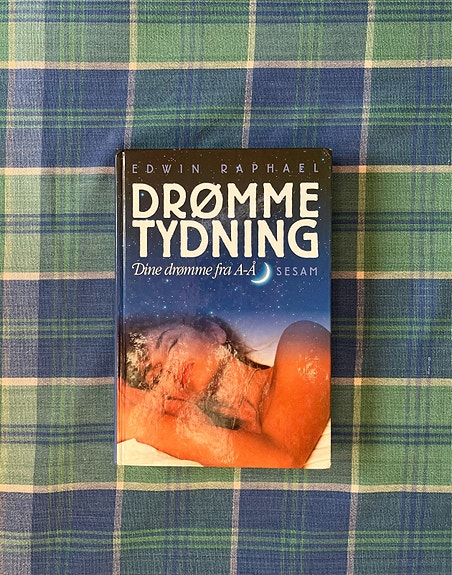 EDWIN RAPHAEL
DRØMME
TYDNING
Dine drømme fra A-Å SESAM